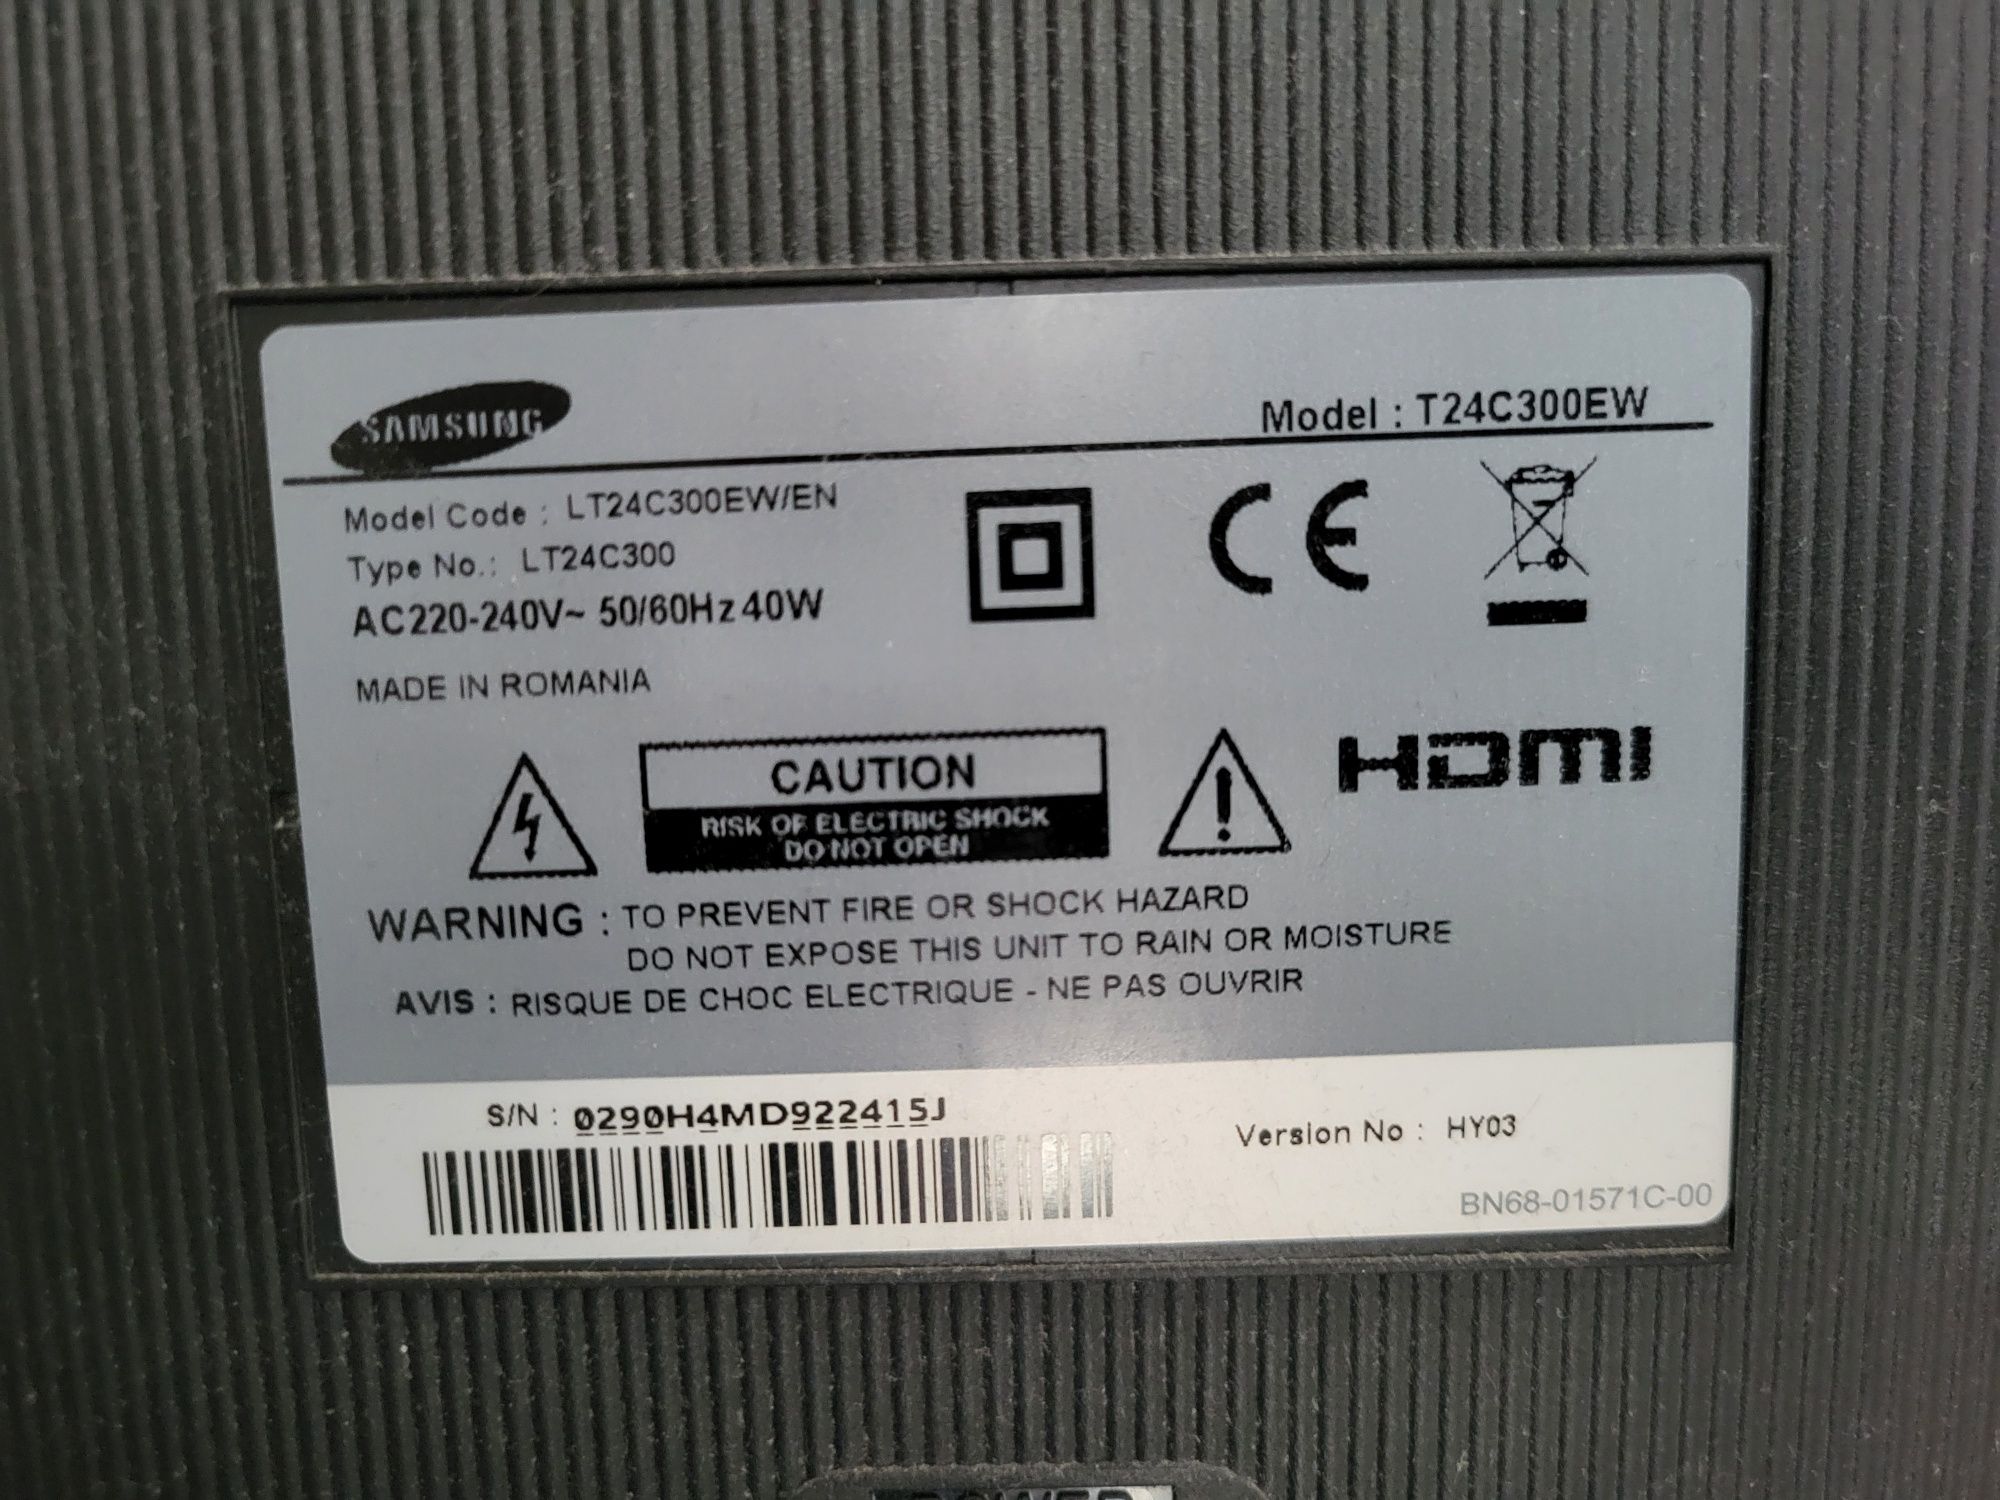 SAMSUNG
Model : T24C300EW
Model Code : LT24C300EW/EN
Type No.: LT24C300
AC220-240V~ 50/60Hz 40W
MADE IN ROMANIA
CE
CAUTION
RISK OF ELECTRIC SHOCK
DO NOT OPEN
HDMI
WARNING : TO PREVENT FIRE OR SHOCK HAZARD
DO NOT EXPOSE THIS UNIT TO RAIN OR MOISTURE
AVIS : RISQUE DE CHOC ELECTRIQUE - NE PAS OUVRIR
S/N : 0290H4MD922415J
Version No : HY03
BN68-01571C-00
POWER